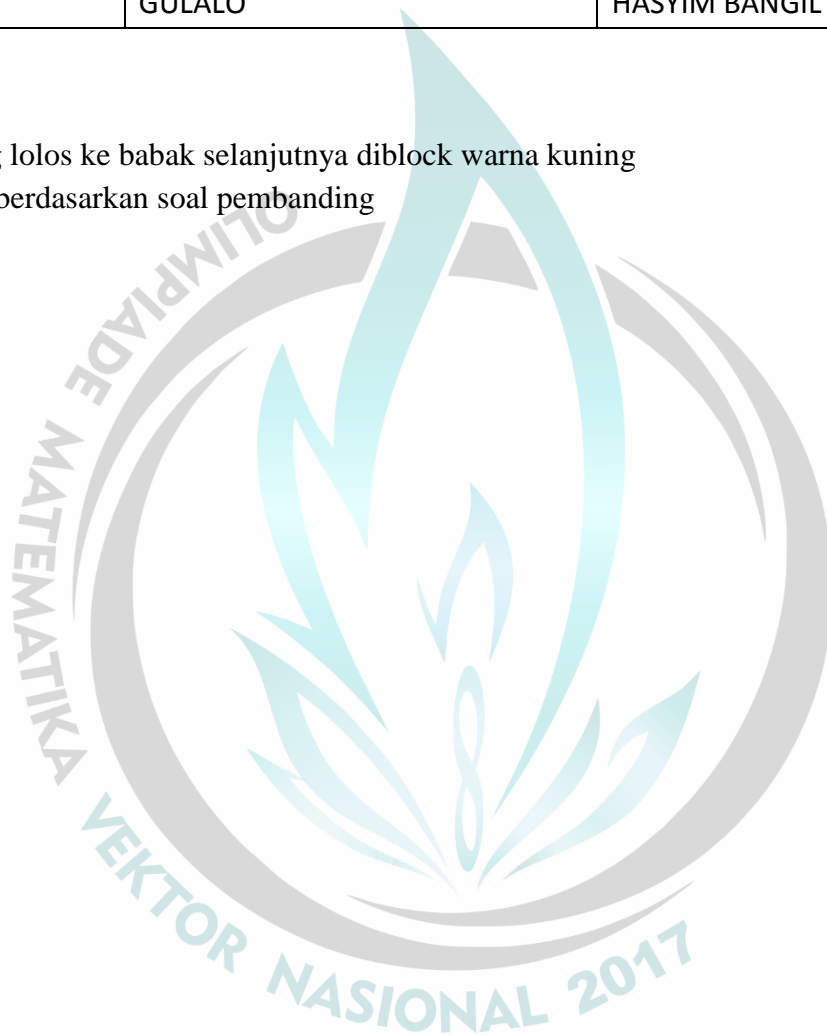 GULALO HASYIM BANGIL
lolos ke babak selanjutnya diblock warna kuning
berdasarkan soal pembanding
OLIMPIADE MATEMATIKA VEKTOR NASIONAL 2017